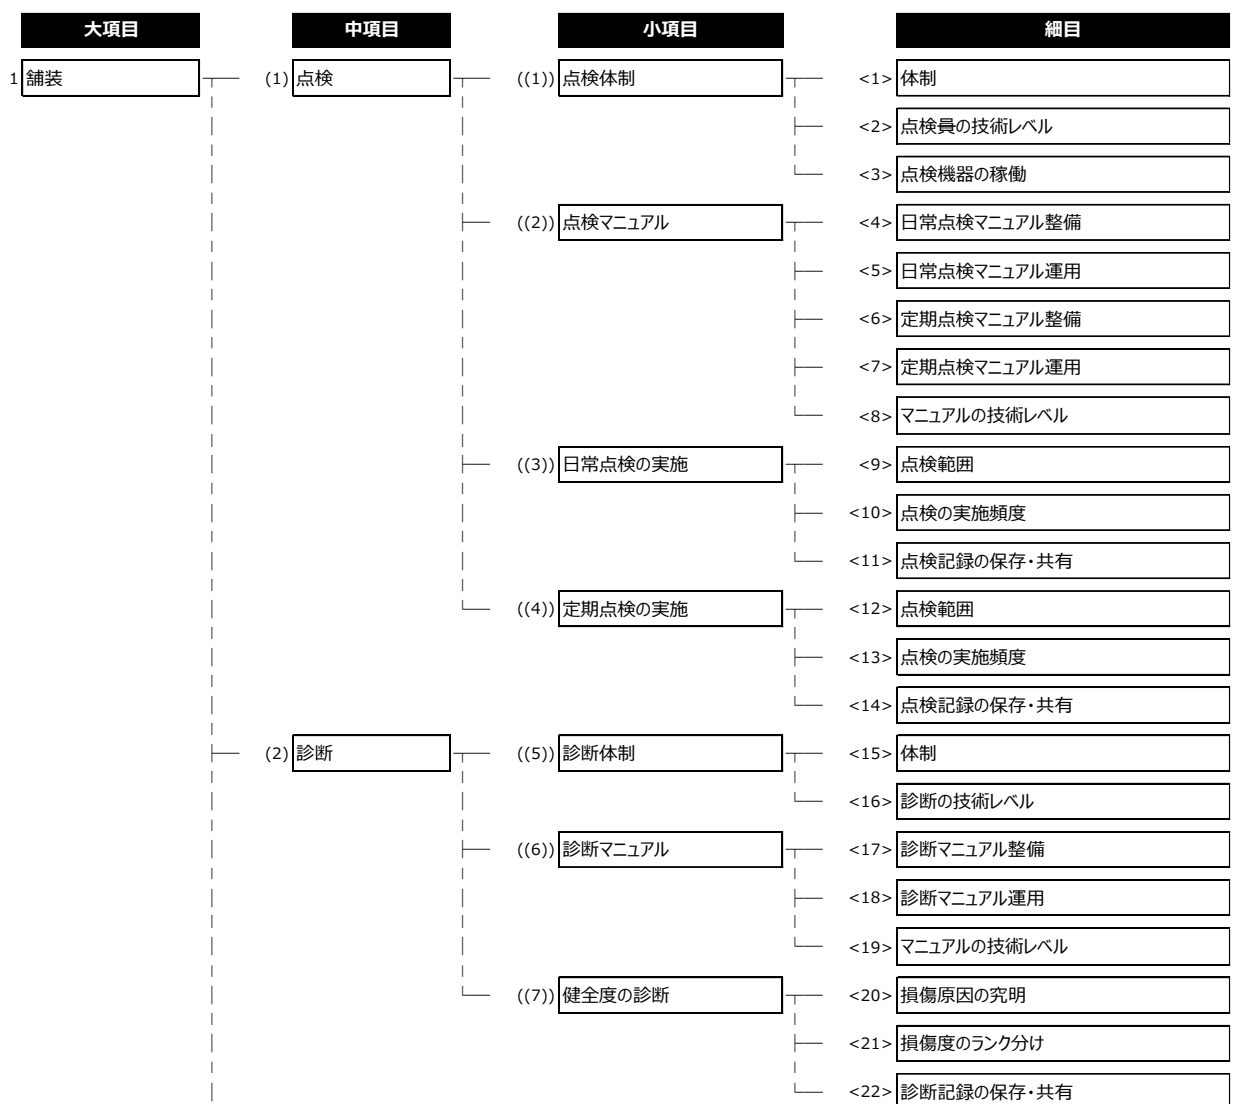 大項目 中項目 小項目 細目
1 舗装 (1) 点検 ((1)) 点検体制 <1> 体制
<2> 点検員の技術レベル
<3> 点検機器の稼働
((2)) 点検マニュアル <4> 日常点検マニュアル整備
<5> 日常点検マニュアル運用
<6> 定期点検マニュアル整備
<7> 定期点検マニュアル運用
<8> マニュアルの技術レベル
((3)) 日常点検の実施 <9> 点検範囲
<10> 点検の実施頻度
<11> 点検記録の保存・共有
((4)) 定期点検の実施 <12> 点検範囲
<13> 点検の実施頻度
<14> 点検記録の保存・共有
(2) 診断 ((5)) 診断体制 <15> 体制
<16> 診断の技術レベル
((6)) 診断マニュアル <17> 診断マニュアル整備
<18> 診断マニュアル運用
<19> マニュアルの技術レベル
((7)) 健全度の診断 <20> 損傷原因の究明
<21> 損傷度のランク分け
<22> 診断記録の保存・共有